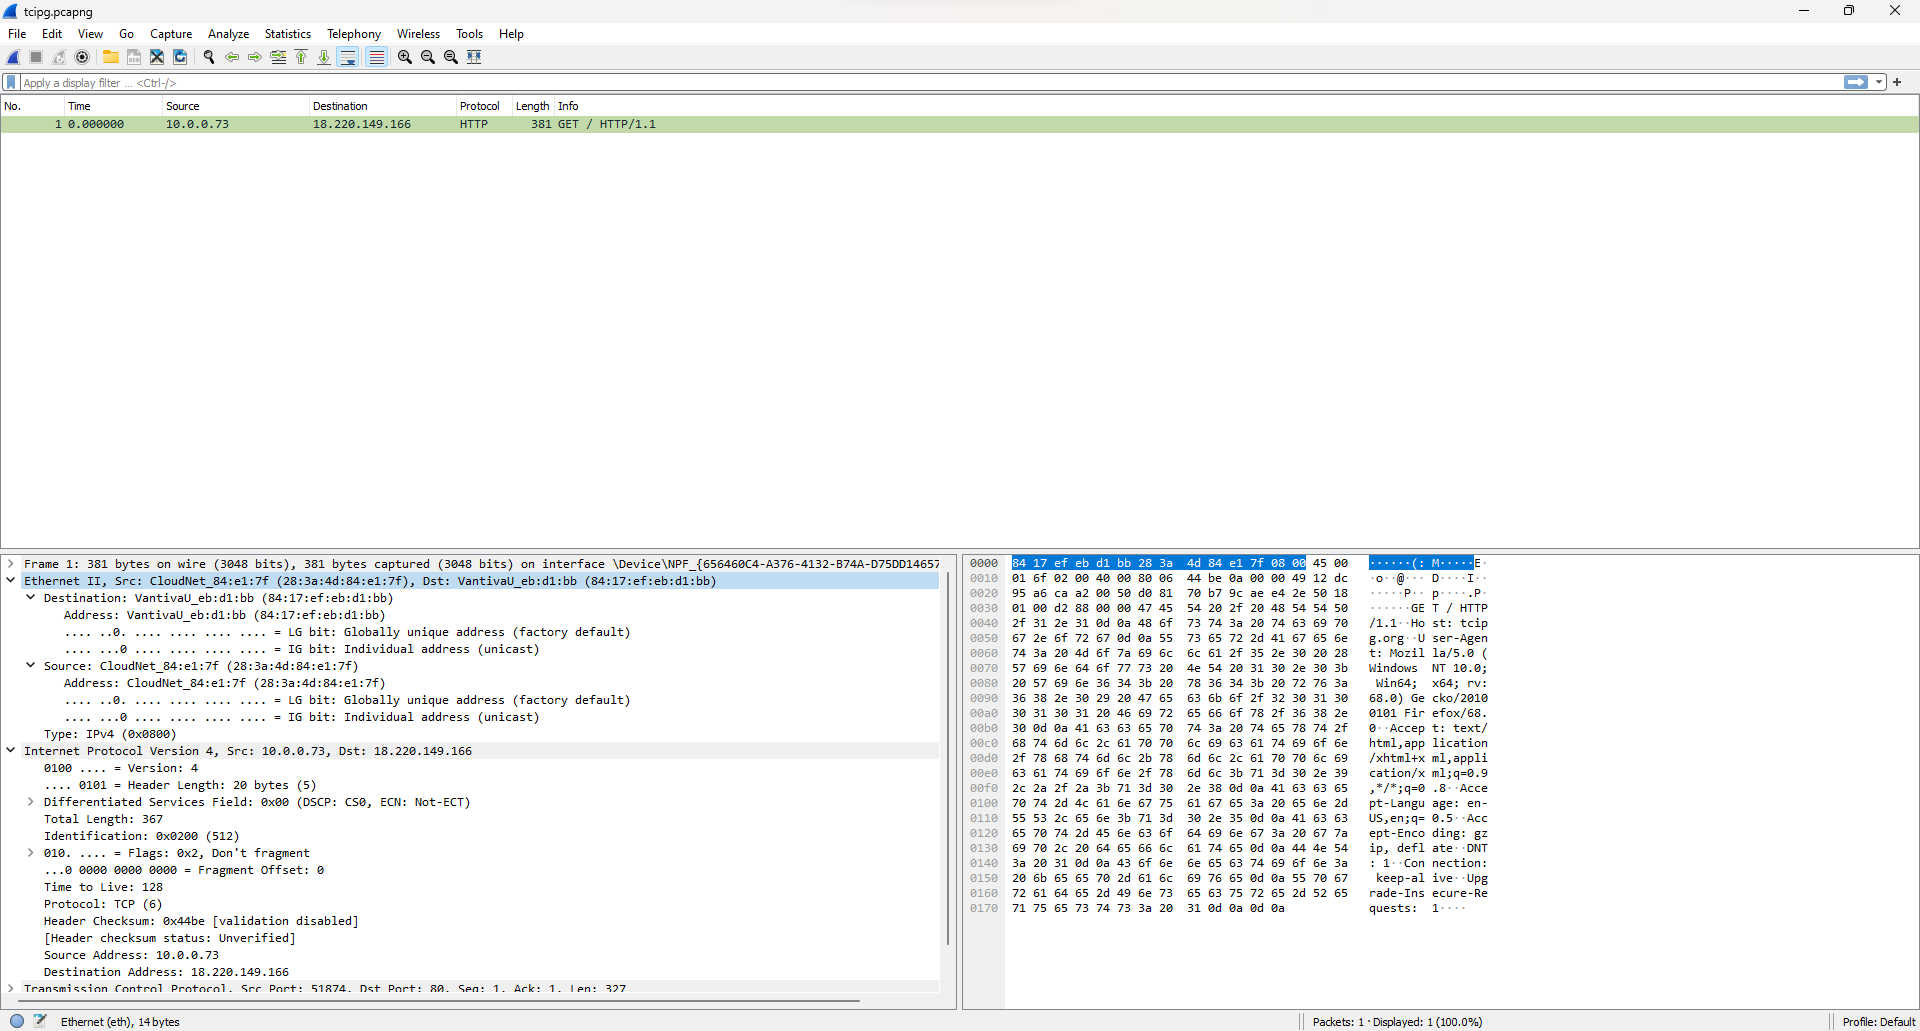 tcipg.pcapng
File Edit View Go Capture Analyze Statistics Telephony Wireless Tools Help
Apply a display filter ... <Ctrl-/>
No. Time Source Destination Protocol Length Info
1 0.000000 10.0.0.73 18.220.149.166 HTTP 381 GET / HTTP/1.1
Frame 1: 381 bytes on wire (3048 bits), 381 bytes captured (3048 bits) on interface \Device\NPF_{656460C4-A376-4132-B74A-D75DD14657
Ethernet II, Src: CloudNet_84:e1:7f (28:3a:4d:84:e1:7f), Dst: VantivaU_eb:d1:bb (84:17:ef:eb:d1:bb)
Destination: VantivaU_eb:d1:bb (84:17:ef:eb:d1:bb)
Address: VantivaU_eb:d1:bb (84:17:ef:eb:d1:bb)
.... ..0. .... .... .... .... = LG bit: Globally unique address (factory default)
.... ...0 .... .... .... .... = IG bit: Individual address (unicast)
Source: CloudNet_84:e1:7f (28:3a:4d:84:e1:7f)
Address: CloudNet_84:e1:7f (28:3a:4d:84:e1:7f)
.... ..0. .... .... .... .... = LG bit: Globally unique address (factory default)
.... ...0 .... .... .... .... = IG bit: Individual address (unicast)
Type: IPv4 (0x0800)
Internet Protocol Version 4, Src: 10.0.0.73, Dst: 18.220.149.166
0100 .... = Version: 4
.... 0101 = Header Length: 20 bytes (5)
Differentiated Services Field: 0x00 (DSCP: CS0, ECN: Not-ECT)
Total Length: 367
Identification: 0x0200 (512)
010. .... = Flags: 0x2, Don't fragment
...0 0000 0000 0000 = Fragment Offset: 0
Time to Live: 128
Protocol: TCP (6)
Header Checksum: 0x44be [validation disabled]
[Header checksum status: Unverified]
Source Address: 10.0.0.73
Destination Address: 18.220.149.166
Transmission Control Protocol, Src Port: 51874, Dst Port: 80, Seq: 1, Ack: 1, Len: 327
0000 84 17 ef eb d1 bb 28 3a 4d 84 e1 7f 08 00 45 00 ······(: M·····E·
0010 01 6f 02 00 40 00 80 06 44 be 0a 00 00 49 12 dc ·o··@··· D····I··
0020 95 a6 ca a2 00 50 d0 81 70 b7 9c ae e4 2e 50 18 ·····P·· p····.P·
0030 01 00 d2 88 00 00 47 45 54 20 2f 20 48 54 54 50 ······GE T / HTTP
0040 2f 31 2e 31 0d 0a 48 6f 73 74 3a 20 74 63 69 70 /1.1··Ho st: tcip
0050 67 2e 6f 72 67 0d 0a 55 73 65 72 2d 41 67 65 6e g.org··U ser-Agen
0060 74 3a 20 4d 6f 7a 69 6c 6c 61 2f 35 2e 30 20 28 t: Mozil la/5.0 (
0070 57 69 6e 64 6f 77 73 20 4e 54 20 31 30 2e 30 3b Windows NT 10.0;
0080 20 57 69 6e 36 34 3b 20 78 36 34 3b 20 72 76 3a Win64; x64; rv:
0090 36 38 2e 30 29 20 47 65 63 6b 6f 2f 32 30 31 30 68.0) Ge cko/2010
00a0 30 31 30 31 20 46 69 72 65 66 6f 78 2f 36 38 2e 0101 Fir efox/68.
00b0 30 0d 0a 41 63 63 65 70 74 3a 20 74 65 78 74 2f 0··Accep t: text/
00c0 68 74 6d 6c 2c 61 70 70 6c 69 63 61 74 69 6f 6e html,app lication
00d0 2f 78 68 74 6d 6c 2b 78 6d 6c 2c 61 70 70 6c 69 /xhtml+x ml,appli
00e0 63 61 74 69 6f 6e 2f 78 6d 6c 3b 71 3d 30 2e 39 cation/x ml;q=0.9
00f0 2c 2a 2f 2a 3b 71 3d 30 2e 38 0d 0a 41 63 63 65 ,*/*;q=0 .8··Acce
0100 70 74 2d 4c 61 6e 67 75 61 67 65 3a 20 65 6e 2d pt-Langu age: en-
0110 55 53 2c 65 6e 3b 71 3d 30 2e 35 0d 0a 41 63 63 US,en;q= 0.5··Acc
0120 65 70 74 2d 45 6e 63 6f 64 69 6e 67 3a 20 67 7a ept-Enco ding: gz
0130 69 70 2c 20 64 65 66 6c 61 74 65 0d 0a 44 4e 54 ip, defl ate··DNT
0140 3a 20 31 0d 0a 43 6f 6e 6e 65 63 74 69 6f 6e 3a : 1··Con nection:
0150 20 6b 65 65 70 2d 61 6c 69 76 65 0d 0a 55 70 67 keep-al ive··Upg
0160 72 61 64 65 2d 49 6e 73 65 63 75 72 65 2d 52 65 rade-Ins ecure-Re
0170 71 75 65 73 74 73 3a 20 31 0d 0a 0d 0a quests: 1····
Ethernet (eth), 14 bytes
Packets: 1 · Displayed: 1 (100.0%)
Profile: Default